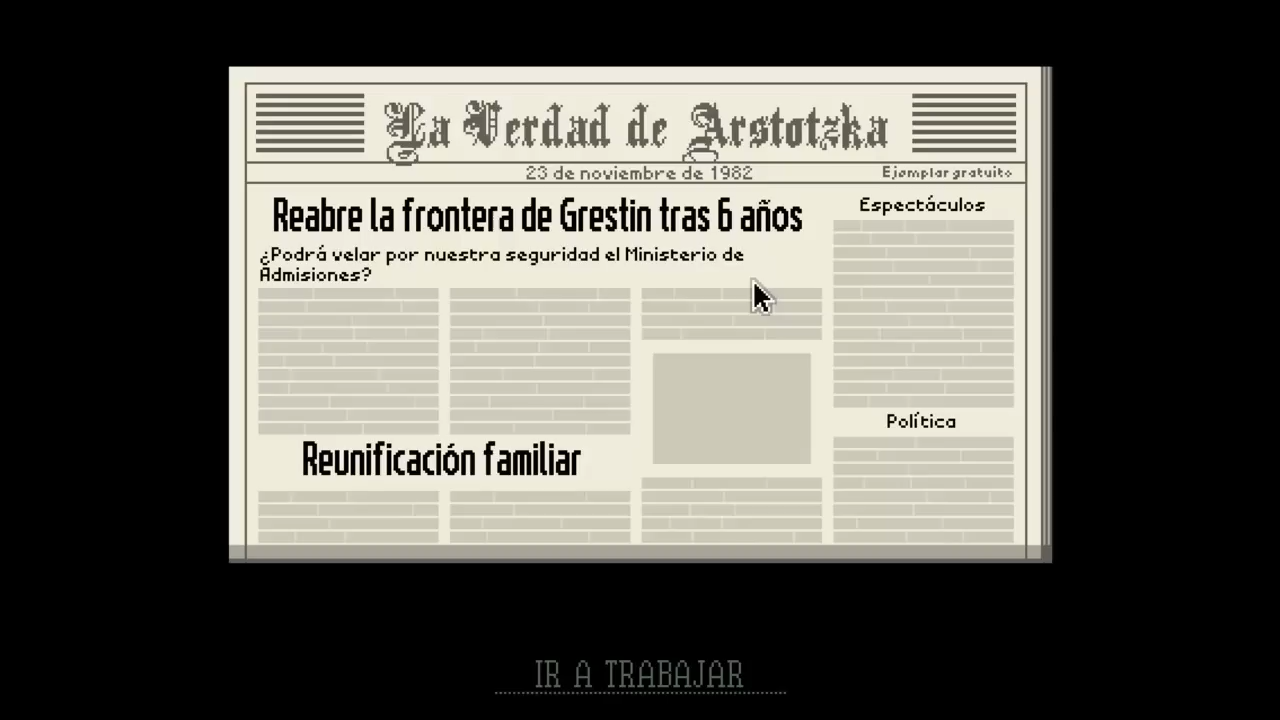 La Verdad de Arstotzka
23 de noviembre de 1982
Ejemplar gratuito
Reabre la frontera de Grestin tras 6 años
¿Podrá velar por nuestra seguridad el Ministerio de
Admisiones?
Espectáculos
Política
Reunificación familiar
IR A TRABAJAR